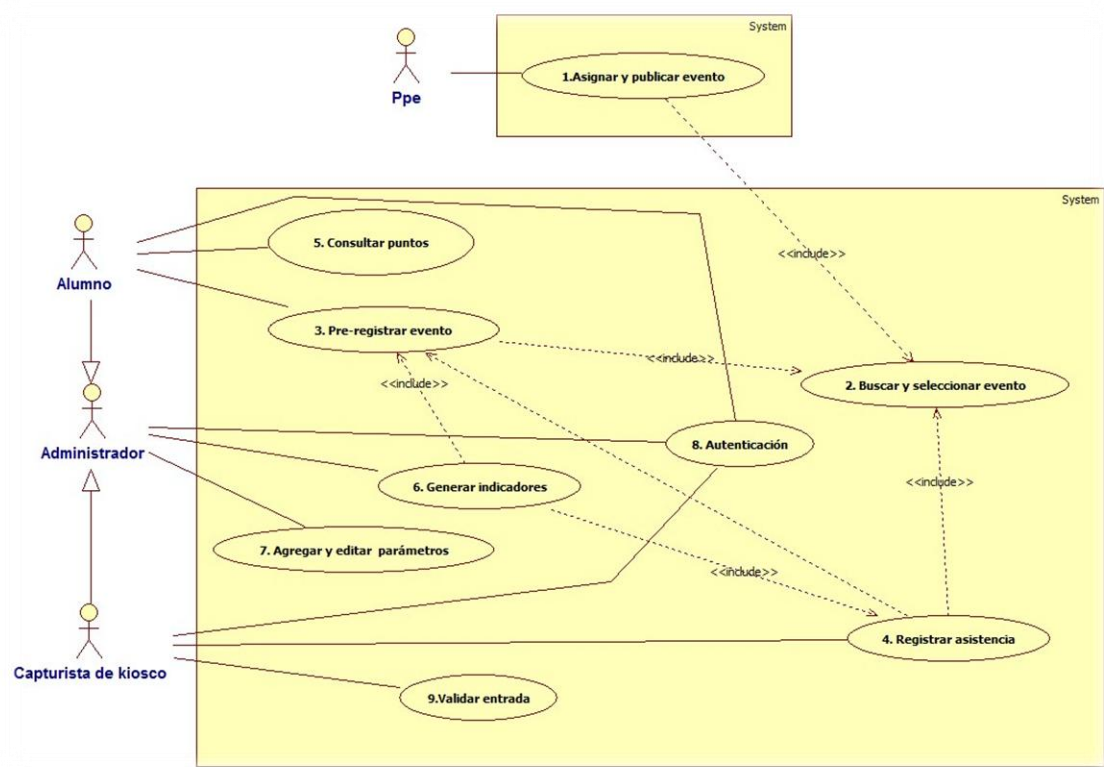 System
1.Asignar y publicar evento
Ppe
System
5. Consultar puntos
<<include>>
Alumno
3. Pre-registrar evento
<<include>>
<<include>>
2. Buscar y seleccionar evento
8. Autenticación
Administrador
6. Generar indicadores
<<include>>
7. Agregar y editar parámetros
<<include>>
4. Registrar asistencia
Capturista de kiosco
9.Validar entrada